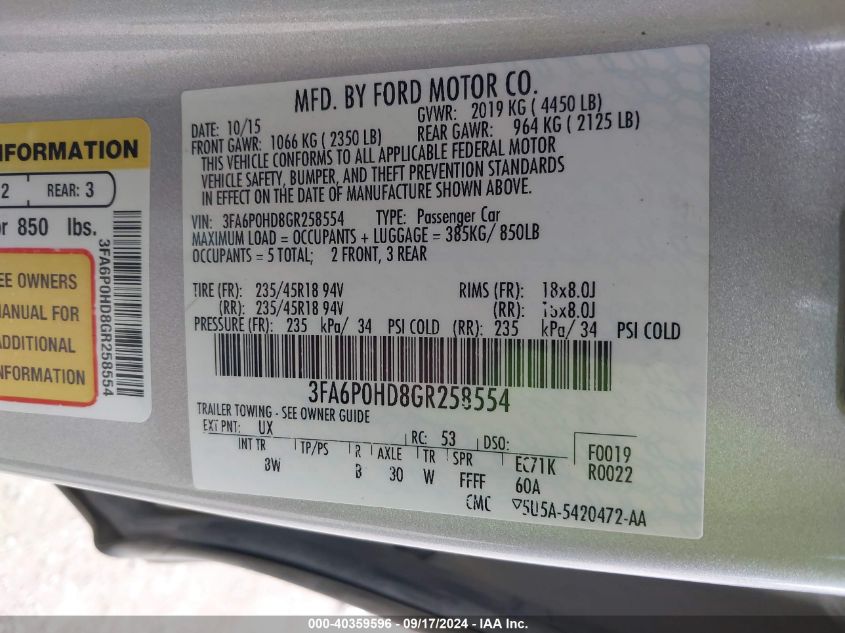 NFORMATION
2 REAR: 3
or 850 lbs.
EE OWNERS
MANUAL FOR
ADDITIONAL
INFORMATION
3FA6P0HD8GR258554
MFD. BY FORD MOTOR CO.
DATE: 10/15 GVWR: 2019 KG ( 4450 LB)
FRONT GAWR: 1066 KG ( 2350 LB) REAR GAWR: 964 KG ( 2125 LB)
THIS VEHICLE CONFORMS TO ALL APPLICABLE FEDERAL MOTOR
VEHICLE SAFETY, BUMPER, AND THEFT PREVENTION STANDARDS
IN EFFECT ON THE DATE OF MANUFACTURE SHOWN ABOVE.
VIN: 3FA6P0HD8GR258554 TYPE: Passenger Car
MAXIMUM LOAD = OCCUPANTS + LUGGAGE = 385KG/ 850LB
OCCUPANTS = 5 TOTAL; 2 FRONT, 3 REAR
TIRE (FR): 235/45R18 94V RIMS (FR): 18x8.0J
(RR): 235/45R18 94V (RR): 18x8.0J
PRESSURE (FR): 235 kPa/ 34 PSI COLD (RR): 235 kPa/ 34 PSI COLD
3FA6P0HD8GR258554
TRAILER TOWING - SEE OWNER GUIDE
EXT PNT: UX RC: 53 DSO:
INT TR TP/PS R AXLE TR SPR EC71K F0019
8W B 30 W FFFF 60A R0022
CMC ▽5U5A-5420472-AA
000-40359596 - 09/17/2024 - IAA Inc.